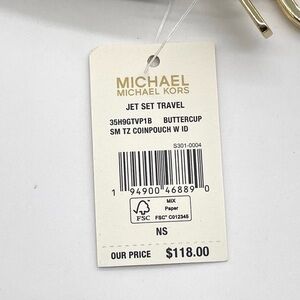 MICHAEL
MICHAEL KORS
JET SET TRAVEL
35H9GTVP1B BUTTERCUP
SM TZ COINPOUCH W ID
S301-0004
1 94900 46889 0
FSC
MIX
Paper
FSC® C012345
NS
OUR PRICE $118.00